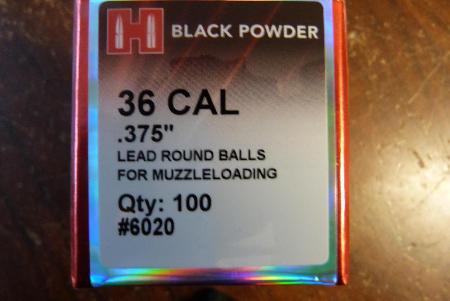 H BLACK POWDER
36 CAL
.375"
LEAD ROUND BALLS
FOR MUZZLELOADING
Qty: 100
#6020